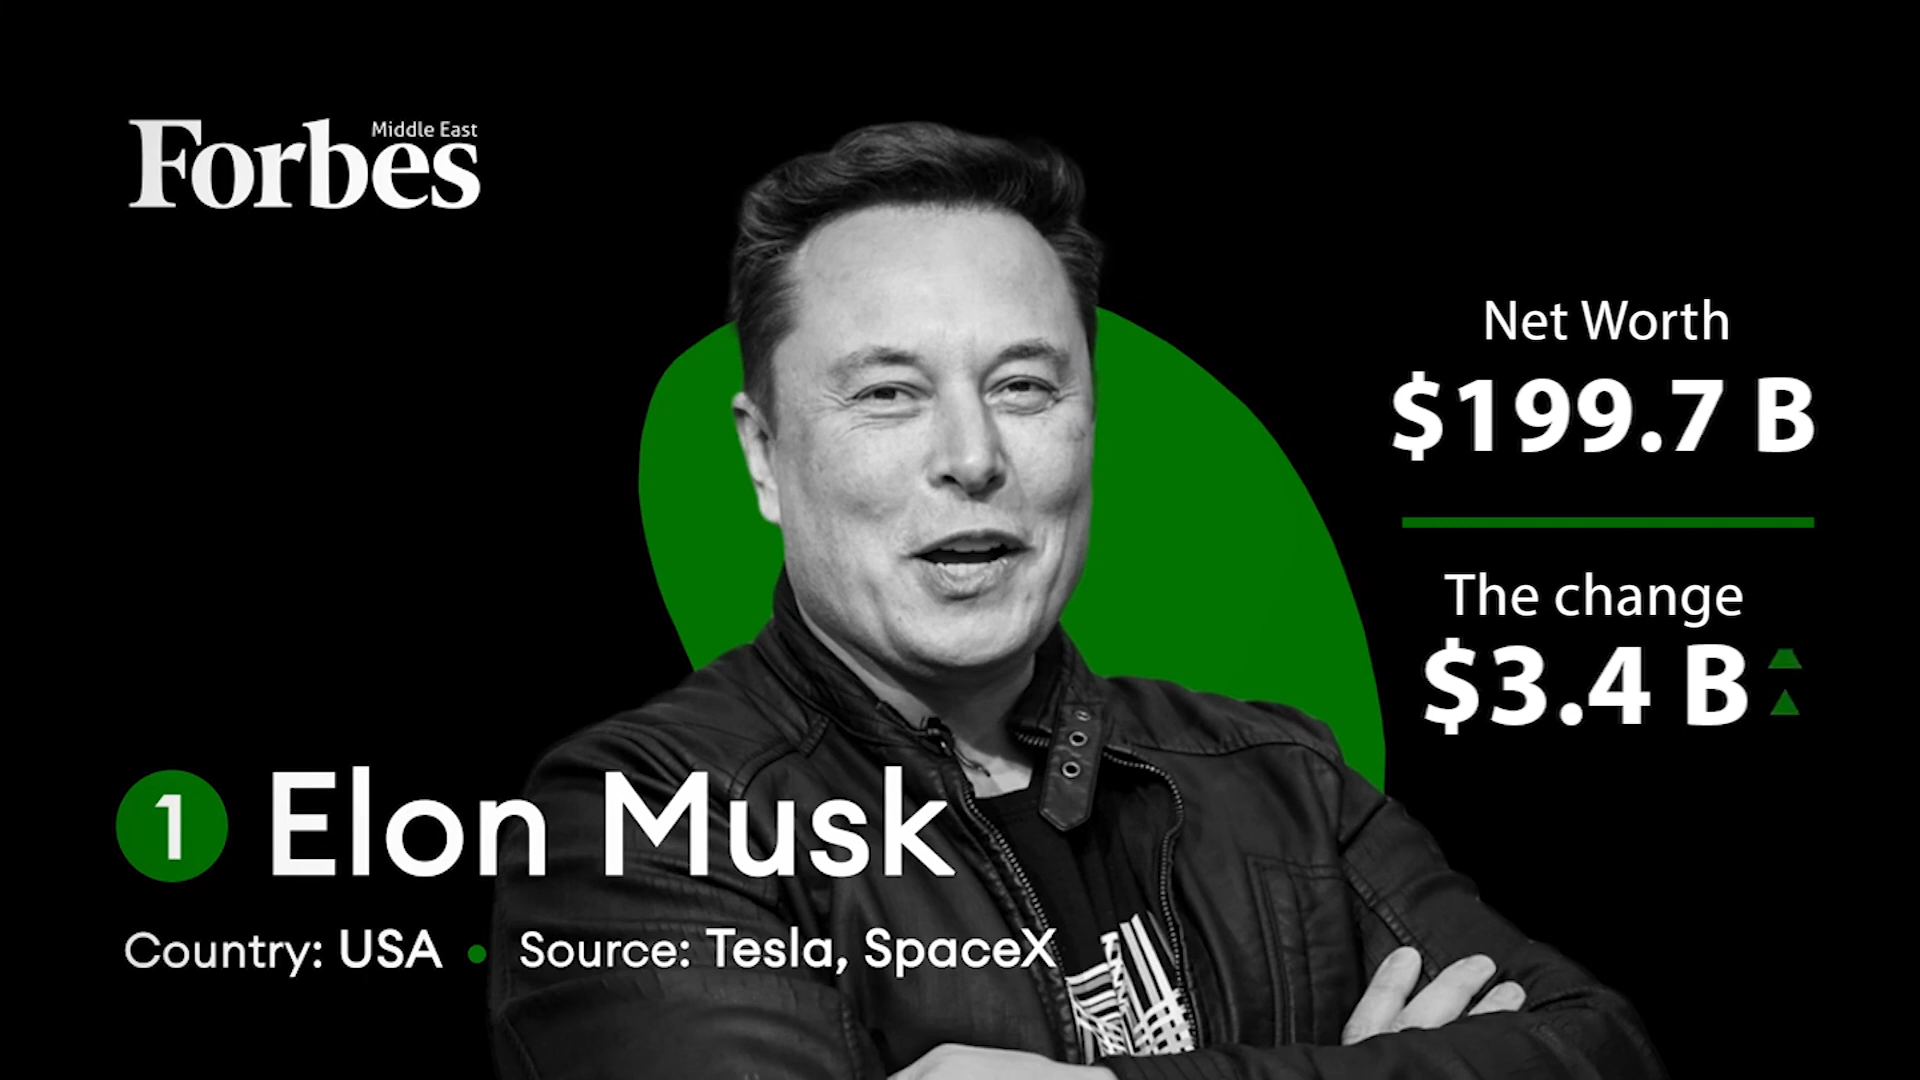 Middle East
Forbes
Net Worth
$199.7 B
The change
$3.4 B
1 Elon Musk
Country: USA • Source: Tesla, SpaceX